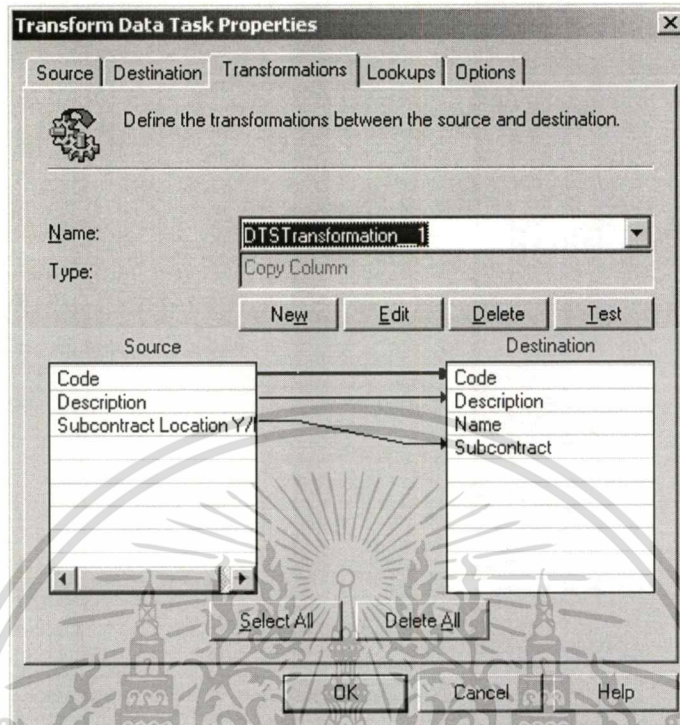 Transform Data Task Properties
Source Destination Transformations Lookups Options
Define the transformations between the source and destination.
Name: DTSTransformation__1
Type: Copy Column
New Edit Delete Test
Source Destination
Code Code
Description Description
Subcontract Location Y/ Name
Subcontract
Select All Delete All
OK Cancel Help